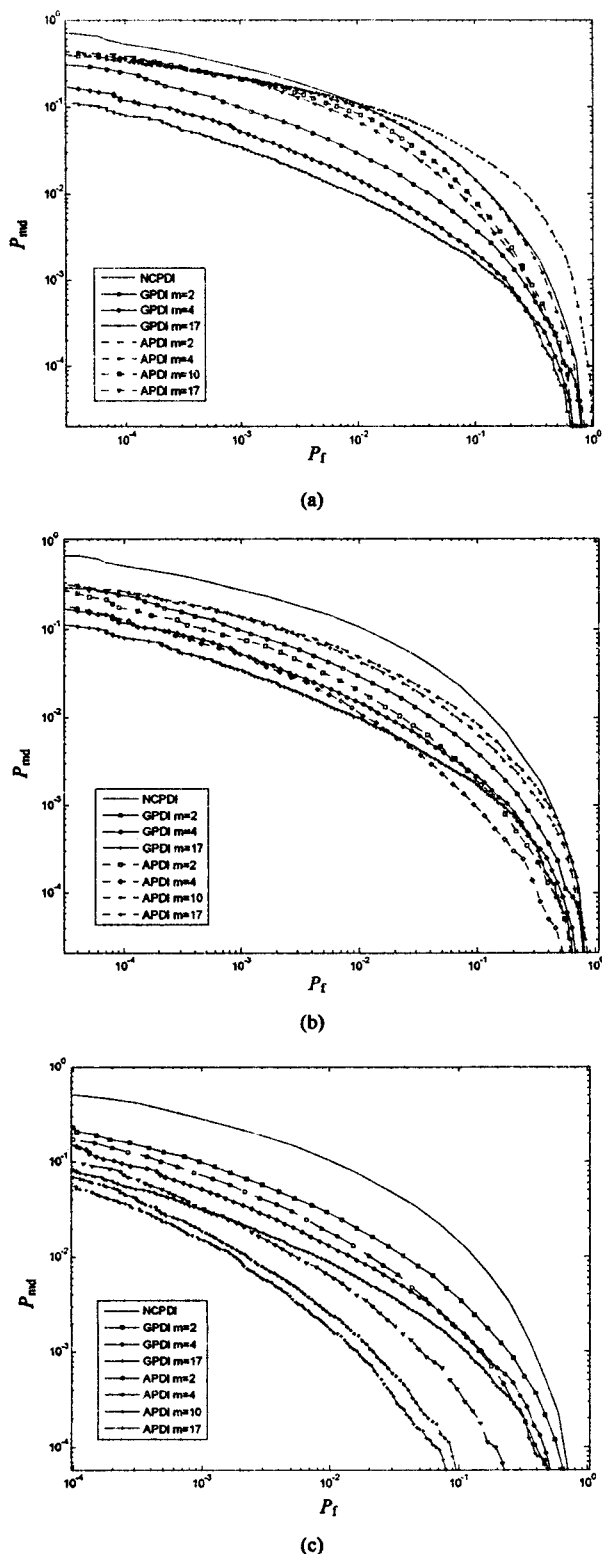 10⁰
10⁻¹
10⁻²
10⁻³
10⁻⁴
P_md
NCPDI
GPDI m=2
GPDI m=4
GPDI m=17
APDI m=2
APDI m=4
APDI m=10
APDI m=17
10⁻⁴ 10⁻³ 10⁻² 10⁻¹ 10⁰
P_f
(a)
10⁰
10⁻¹
10⁻²
10⁻³
10⁻⁴
P_md
NCPDI
GPDI m=2
GPDI m=4
GPDI m=17
APDI m=2
APDI m=4
APDI m=10
APDI m=17
10⁻⁴ 10⁻³ 10⁻² 10⁻¹ 10⁰
P_f
(b)
10⁰
10⁻¹
10⁻²
10⁻³
10⁻⁴
P_md
NCPDI
GPDI m=2
GPDI m=4
GPDI m=17
APDI m=2
APDI m=4
APDI m=10
APDI m=17
10⁻⁴ 10⁻³ 10⁻² 10⁻¹ 10⁰
P_f
(c)